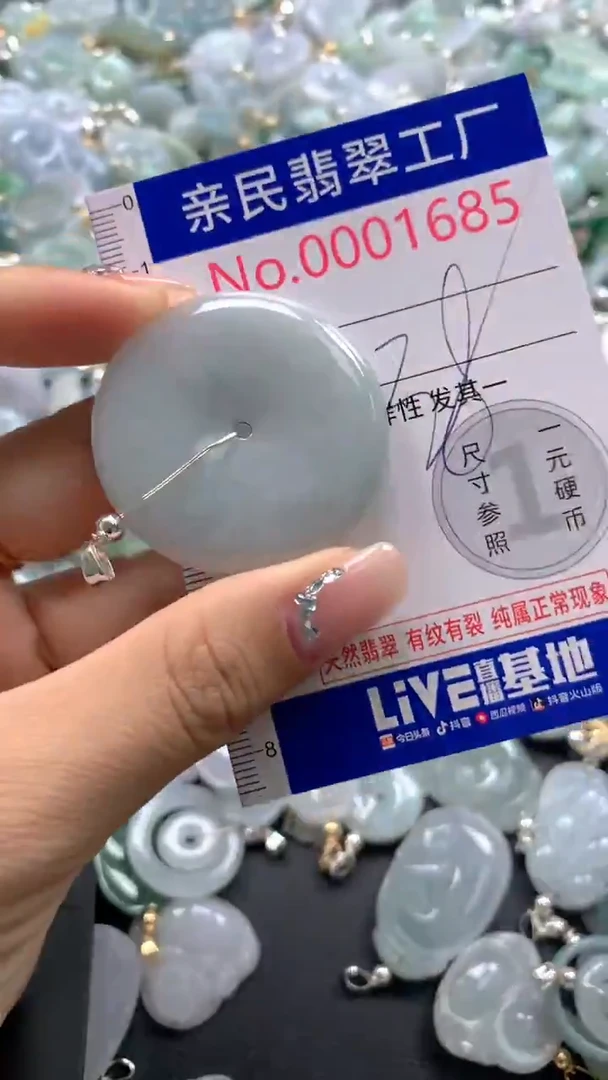 亲民翡翠工厂
0
1
No.0001685
性 发其一
1
一元硬币
尺寸参照
天然翡翠 有纹有裂 纯属正常现象
LiVE直播基地
今日头条 抖音 西瓜视频 抖音火山版
8